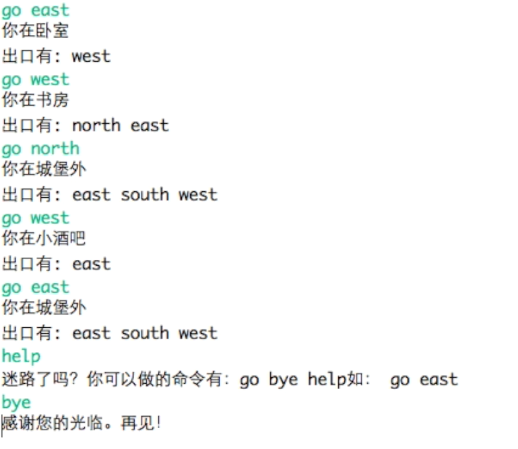 go east
你在卧室
出口有: west
go west
你在书房
出口有: north east
go north
你在城堡外
出口有: east south west
go west
你在小酒吧
出口有: east
go east
你在城堡外
出口有: east south west
help
迷路了吗？你可以做的命令有：go bye help如： go east
bye
感谢您的光临。再见！